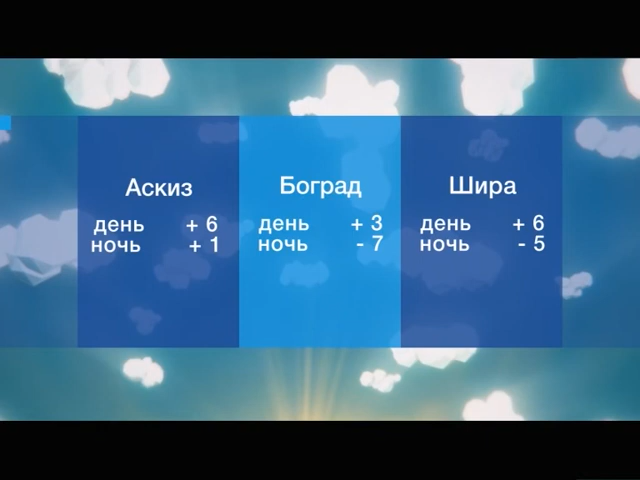 Аскиз
день + 6
ночь + 1
Боград
день + 3
ночь - 7
Шира
день + 6
ночь - 5